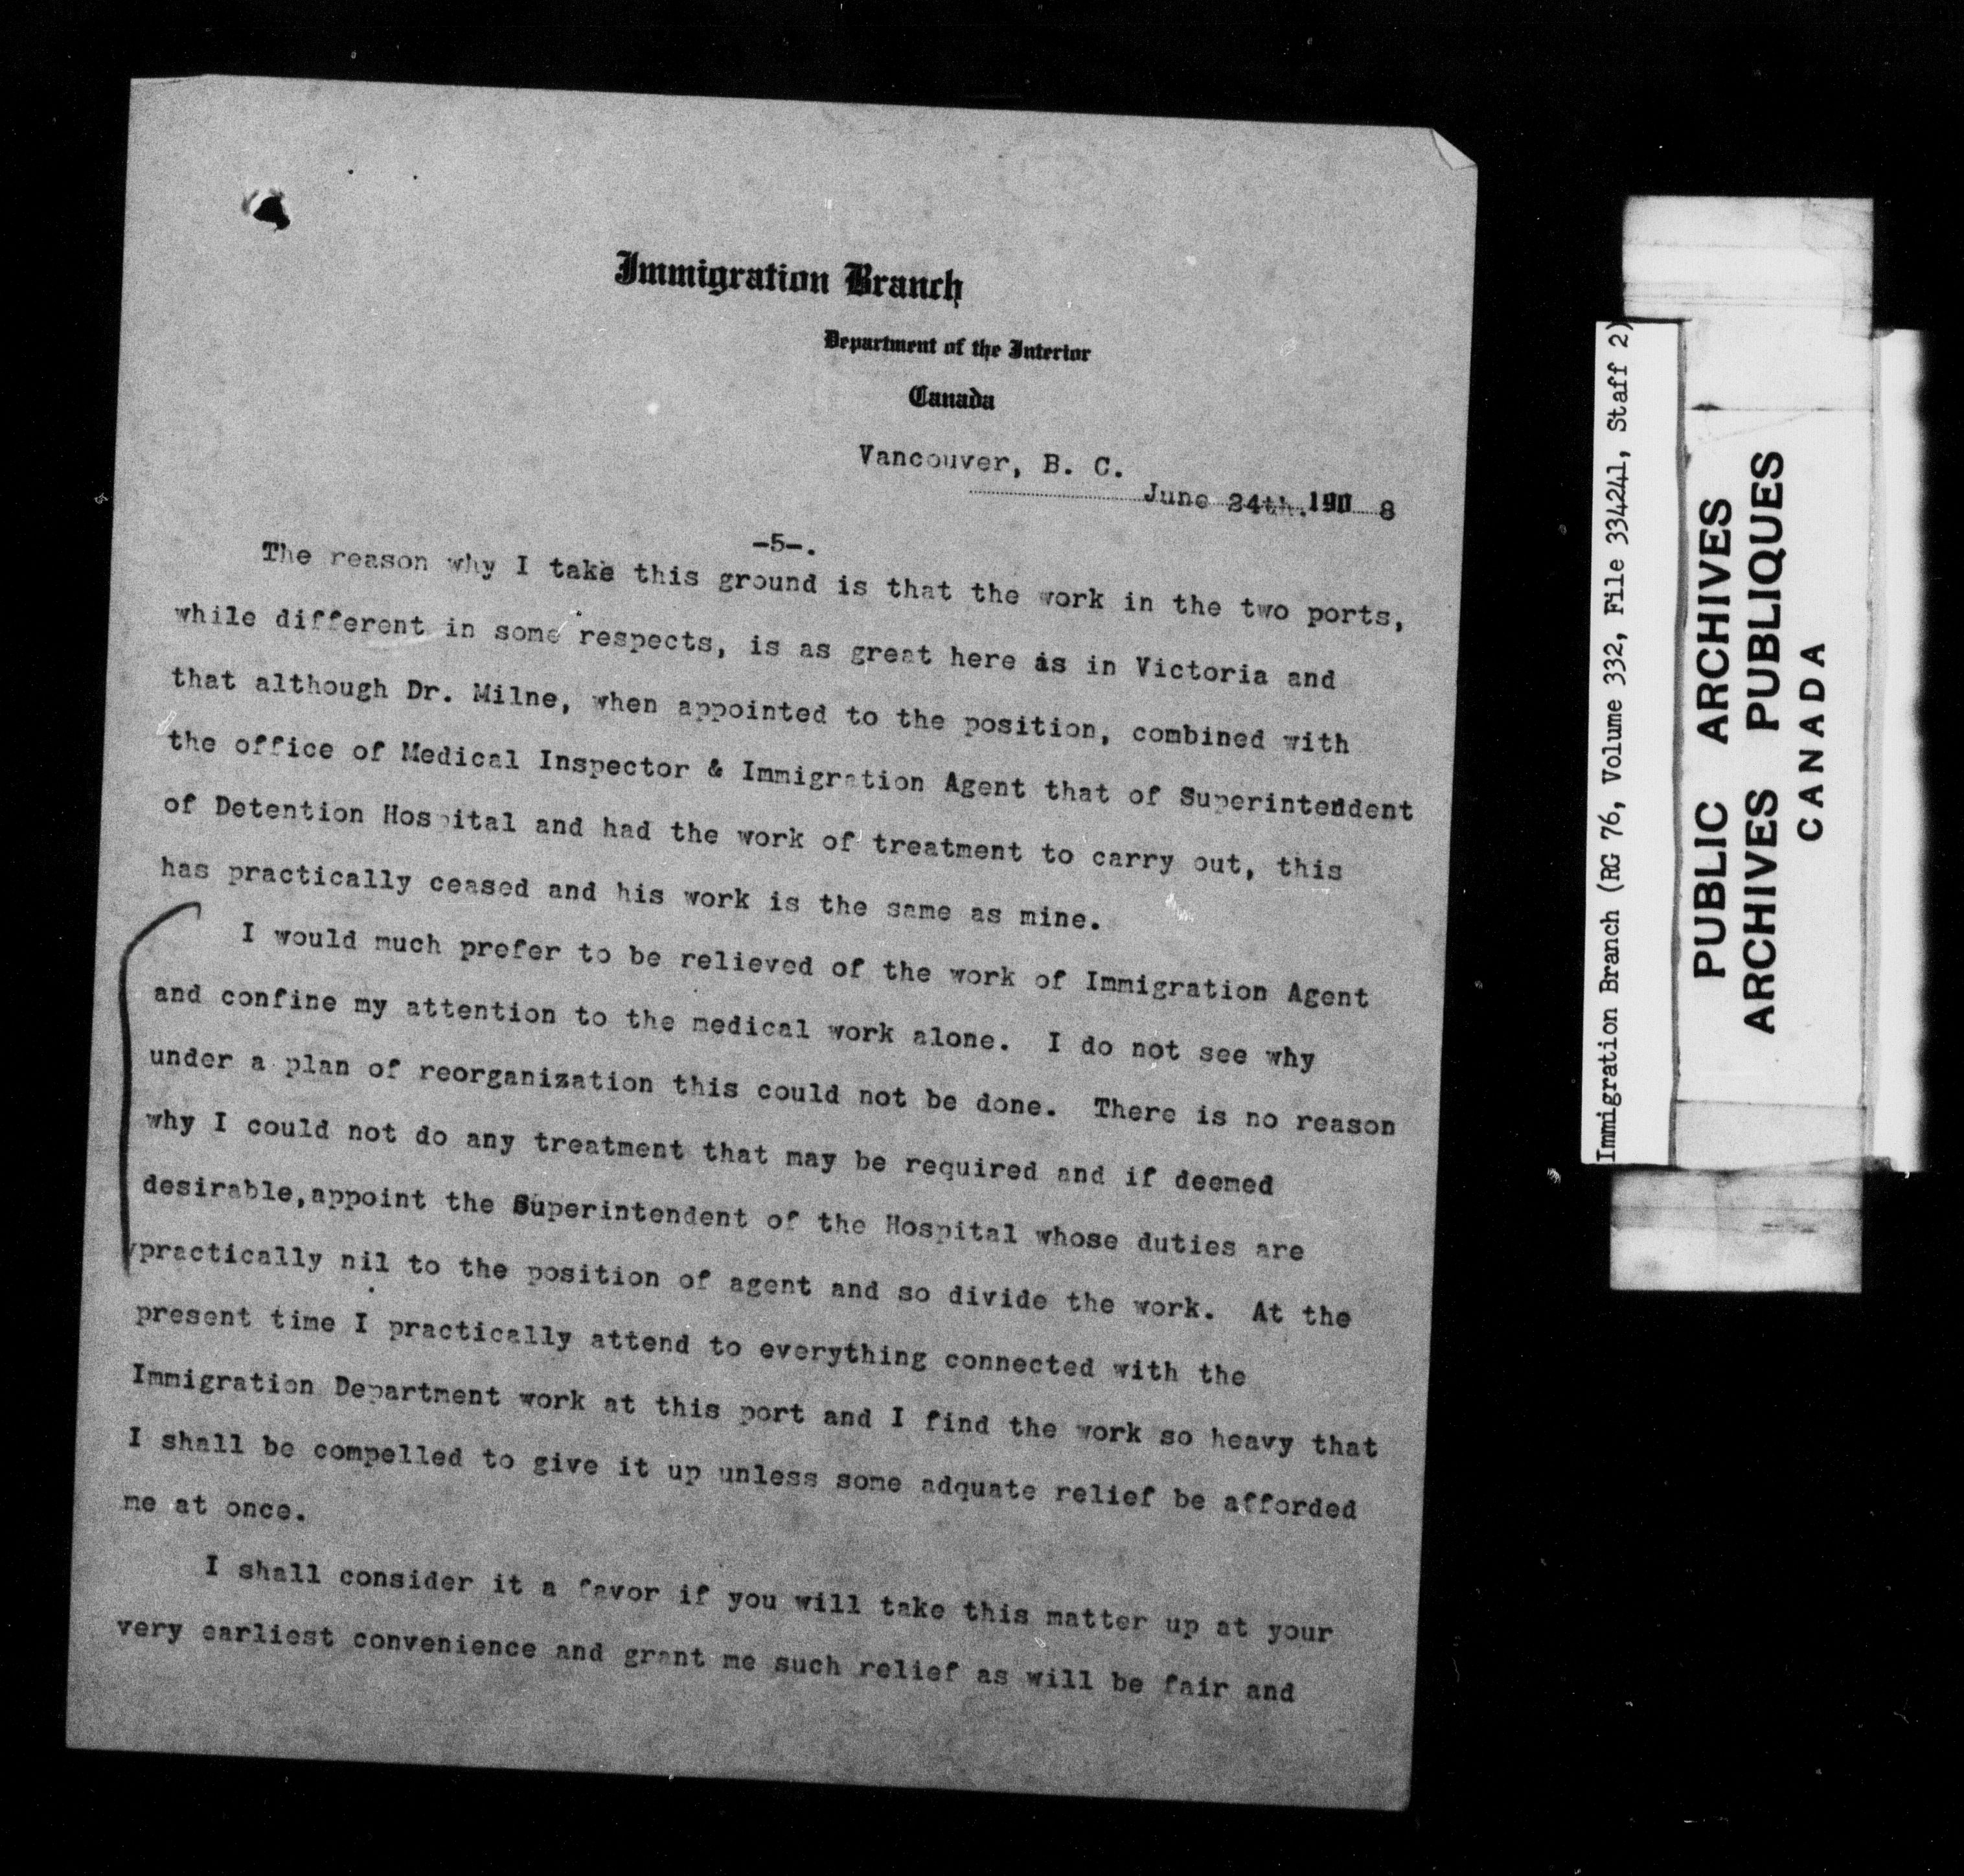 Immigration Branch
Department of the Interior
Canada
Vancouver, B. C.
June 24th. 190 8
-5-.
The reason why I take this ground is that the work in the two ports,
while different in some respects, is as great here as in Victoria and
that although Dr. Milne, when appointed to the position, combined with
the office of Medical Inspector & Immigration Agent that of Superintendent
of Detention Hospital and had the work of treatment to carry out, this
has practically ceased and his work is the same as mine.
I would much prefer to be relieved of the work of Immigration Agent
and confine my attention to the medical work alone. I do not see why
under a plan of reorganization this could not be done. There is no reason
why I could not do any treatment that may be required and if deemed
desirable,appoint the Superintendent of the Hospital whose duties are
practically nil to the position of agent and so divide the work. At the
present time I practically attend to everything connected with the
Immigration Department work at this port and I find the work so heavy that
I shall be compelled to give it up unless some adquate relief be afforded
me at once.
I shall consider it a favor if you will take this matter up at your
very earliest convenience and grant me such relief as will be fair and
Immigration Branch (RG 76, Volume 332, File 334241, Staff 2)
PUBLIC ARCHIVES
ARCHIVES PUBLIQUES
CANADA